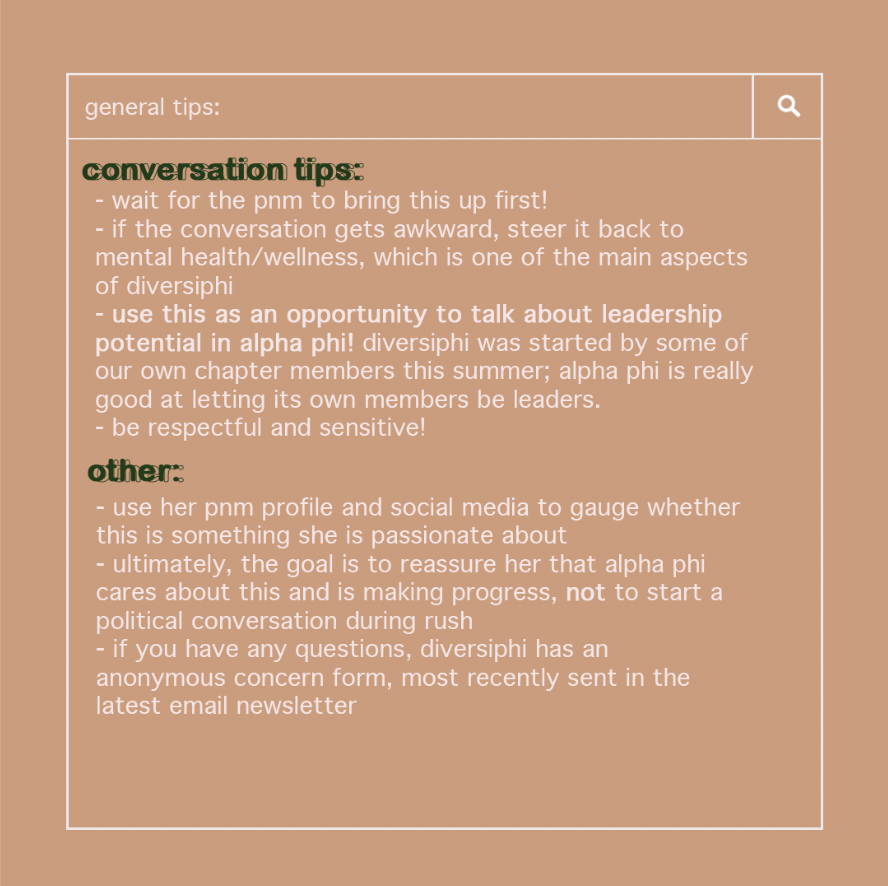 general tips:
conversation tips:
- wait for the pnm to bring this up first!
- if the conversation gets awkward, steer it back to
mental health/wellness, which is one of the main aspects
of diversiphi
- use this as an opportunity to talk about leadership
potential in alpha phi! diversiphi was started by some of
our own chapter members this summer; alpha phi is really
good at letting its own members be leaders.
- be respectful and sensitive!
other:
- use her pnm profile and social media to gauge whether
this is something she is passionate about
- ultimately, the goal is to reassure her that alpha phi
cares about this and is making progress, not to start a
political conversation during rush
- if you have any questions, diversiphi has an
anonymous concern form, most recently sent in the
latest email newsletter